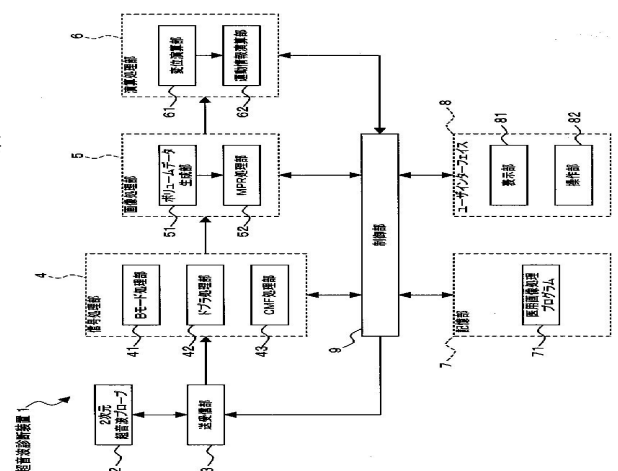 超音波診断装置1
2次元
超音波プローブ
2
送受信部
3
4
信号処理部
Bモード処理部
41
ドプラ処理部
42
CMF処理部
43
5
画像処理部
ボリュームデータ
生成部
51
MPR処理部
52
6
演算処理部
変位演算部
61
運動情報演算部
62
制御部
9
7
記憶部
医用画像処理
プログラム
71
8
ユーザインターフェイス
表示部
81
操作部
82